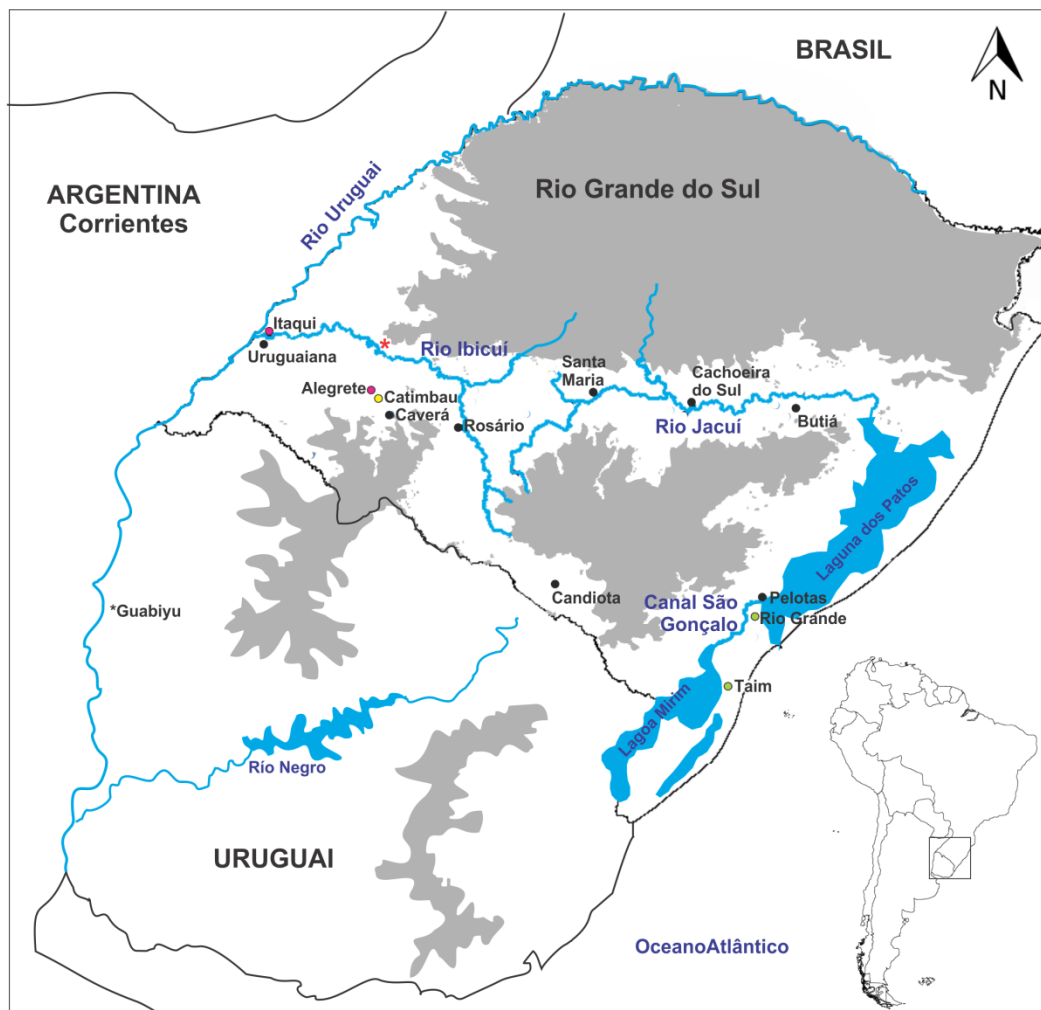 BRASIL
N
ARGENTINA
Corrientes
Rio Uruguai
Rio Grande do Sul
Itaqui
Uruguaiana
*
Rio Ibicuí
Santa
Maria
Cachoeira
do Sul
Alegrete
Catimbau
Caverá
Rosário
Rio Jacuí
Butiá
Laguna dos Patos
Candiota
Canal São
Gonçalo
Pelotas
Rio Grande
*Guabiyu
Taim
Lagoa Mirim
Río Negro
URUGUAI
OceanoAtlântico